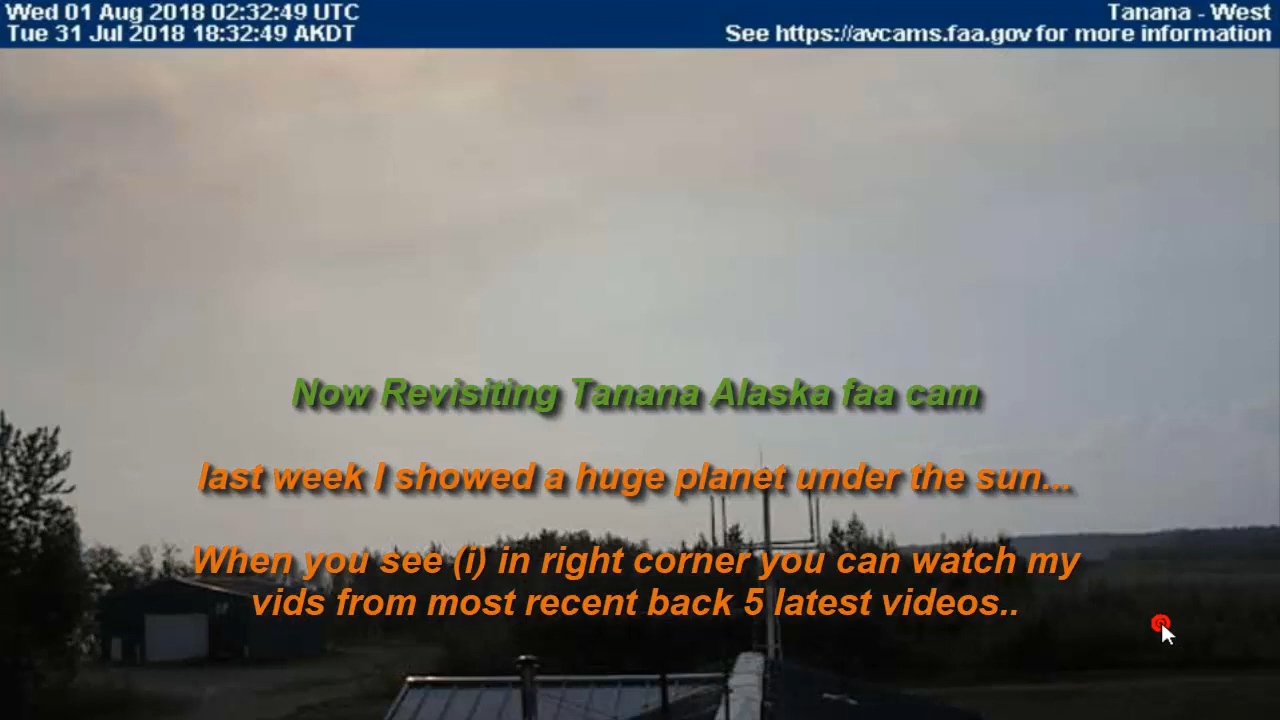 Wed 01 Aug 2018 02:32:49 UTC
Tanana - West
Tue 31 Jul 2018 18:32:49 AKDT
See https://avcams.faa.gov for more information
Now Revisiting Tanana Alaska faa cam
last week I showed a huge planet under the sun...
When you see (i) in right corner you can watch my
vids from most recent back 5 latest videos..